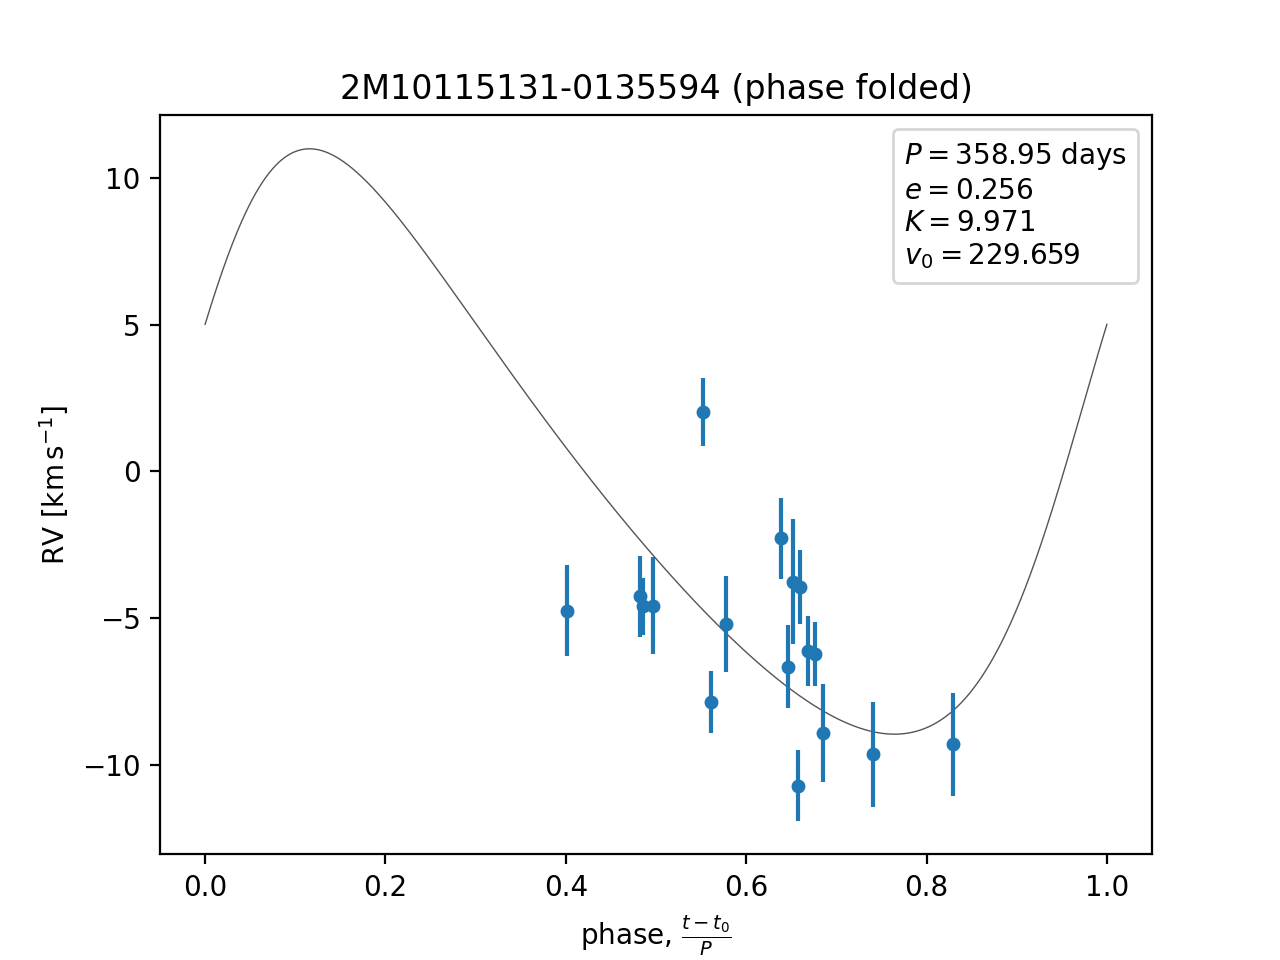 2M10115131-0135594 (phase folded)
P = 358.95 days
e = 0.256
K = 9.971
v₀ = 229.659
10
5
0
−5
−10
RV [km s⁻¹]
0.0 0.2 0.4 0.6 0.8 1.0
phase, (t − t₀)/P